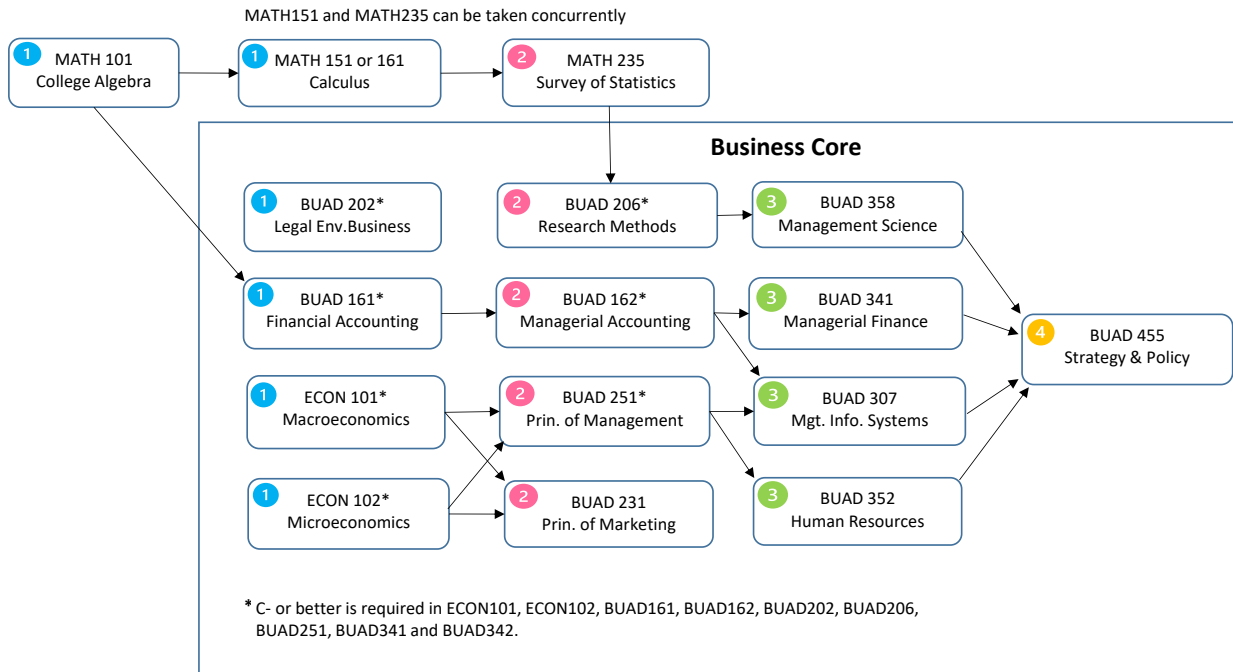 MATH151 and MATH235 can be taken concurrently
1
MATH 101
College Algebra
1
MATH 151 or 161
Calculus
2
MATH 235
Survey of Statistics
Business Core
1
BUAD 202*
Legal Env.Business
2
BUAD 206*
Research Methods
3
BUAD 358
Management Science
1
BUAD 161*
Financial Accounting
2
BUAD 162*
Managerial Accounting
3
BUAD 341
Managerial Finance
4
BUAD 455
Strategy & Policy
1
ECON 101*
Macroeconomics
2
BUAD 251*
Prin. of Management
3
BUAD 307
Mgt. Info. Systems
1
ECON 102*
Microeconomics
2
BUAD 231
Prin. of Marketing
3
BUAD 352
Human Resources
* C- or better is required in ECON101, ECON102, BUAD161, BUAD162, BUAD202, BUAD206,
BUAD251, BUAD341 and BUAD342.